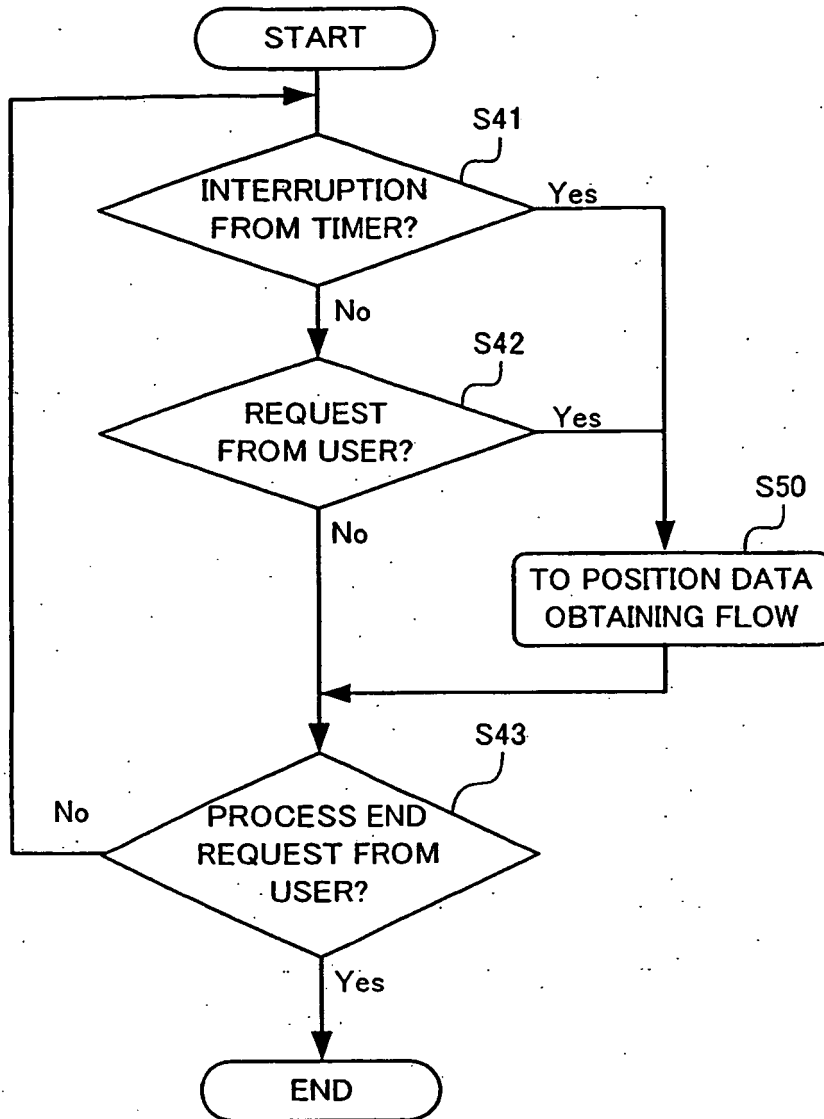 START
S41
INTERRUPTION
FROM TIMER?
Yes
No
S42
REQUEST
FROM USER?
Yes
No
S50
TO POSITION DATA
OBTAINING FLOW
S43
PROCESS END
REQUEST FROM
USER?
No
Yes
END